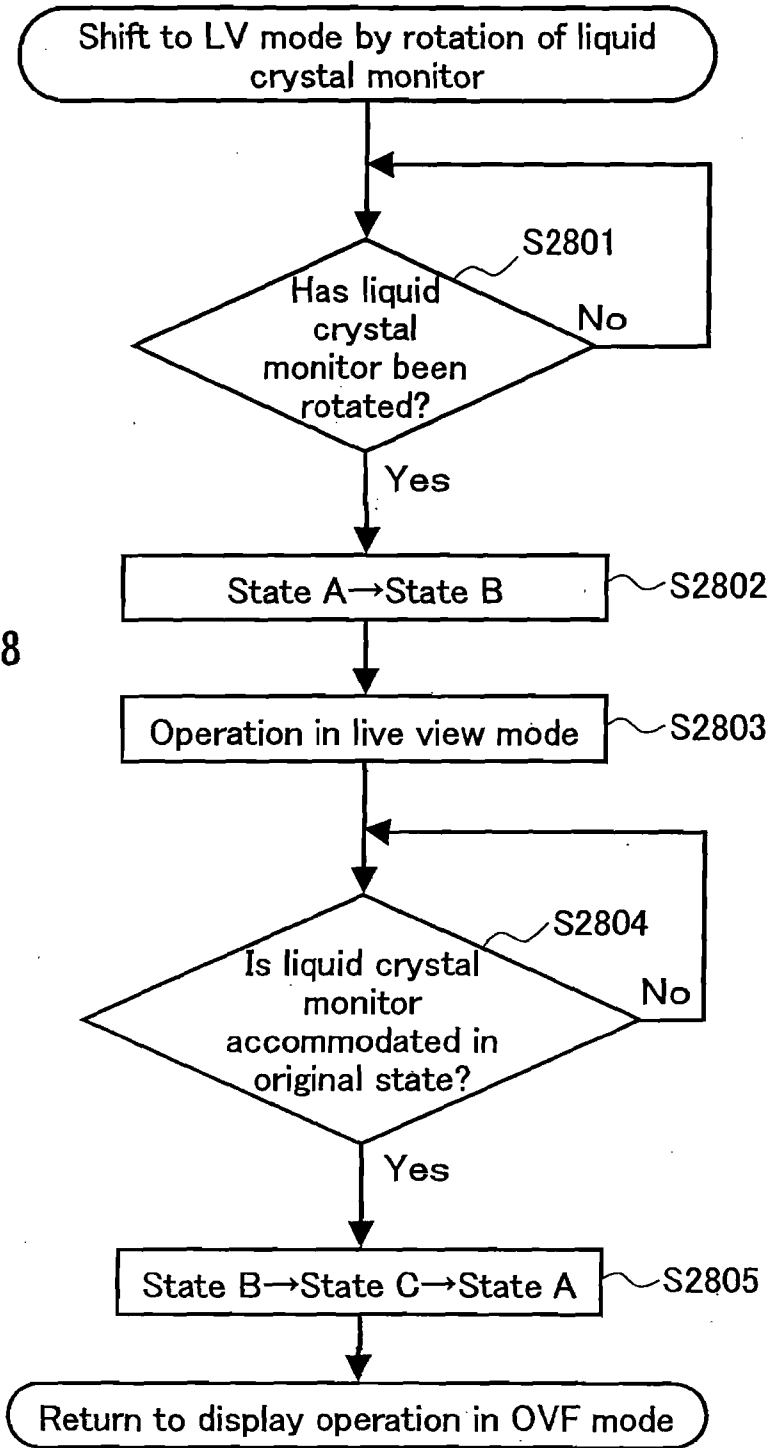 Shift to LV mode by rotation of liquid
crystal monitor
S2801
Has liquid
crystal
monitor been
rotated?
No
Yes
State A→State B
S2802
8
Operation in live view mode
S2803
S2804
Is liquid crystal
monitor
accommodated in
original state?
No
Yes
State B→State C→State A
S2805
Return to display operation in OVF mode